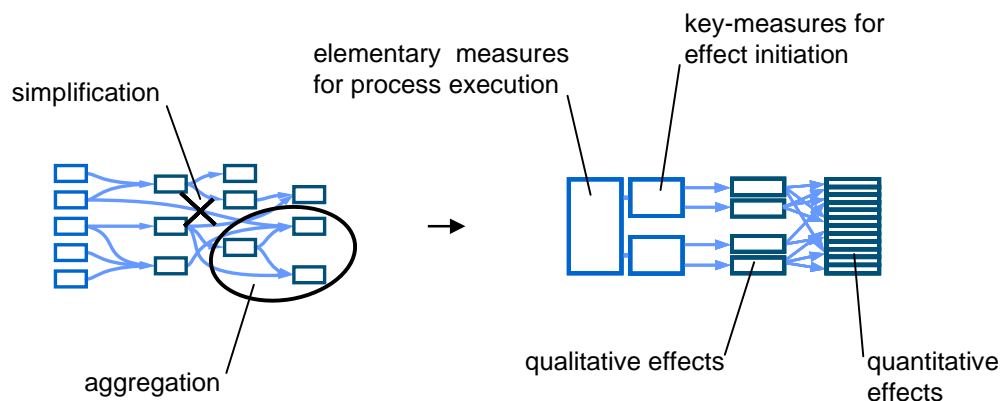 key-measures for
effect initiation
elementary measures
for process execution
simplification
qualitative effects
quantitative
effects
aggregation